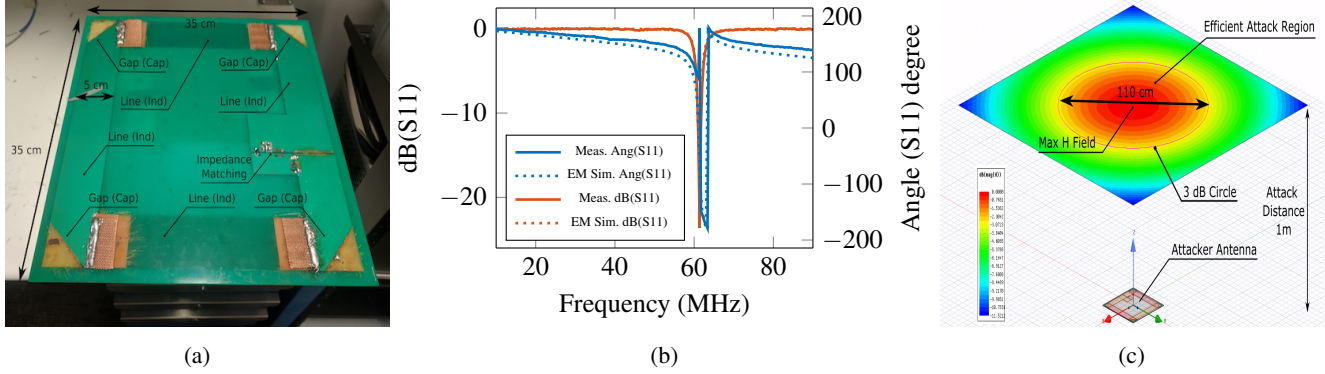 35 cm
Gap (Cap)
Gap (Cap)
5 cm
Line (Ind)
Line (Ind)
Line (Ind)
35 cm
Impedance
Matching
Gap (Cap)
Line (Ind)
Gap (Cap)
(a)
0
−10
−20
dB(S11)
200
100
0
−100
−200
Angle (S11) degree
Meas. Ang(S11)
EM Sim. Ang(S11)
Meas. dB(S11)
EM Sim. dB(S11)
20
40
60
80
Frequency (MHz)
(b)
Efficient Attack Region
110 cm
Max H Field
3 dB Circle
Attack
Distance
1m
Attacker Antenna
Z
(c)